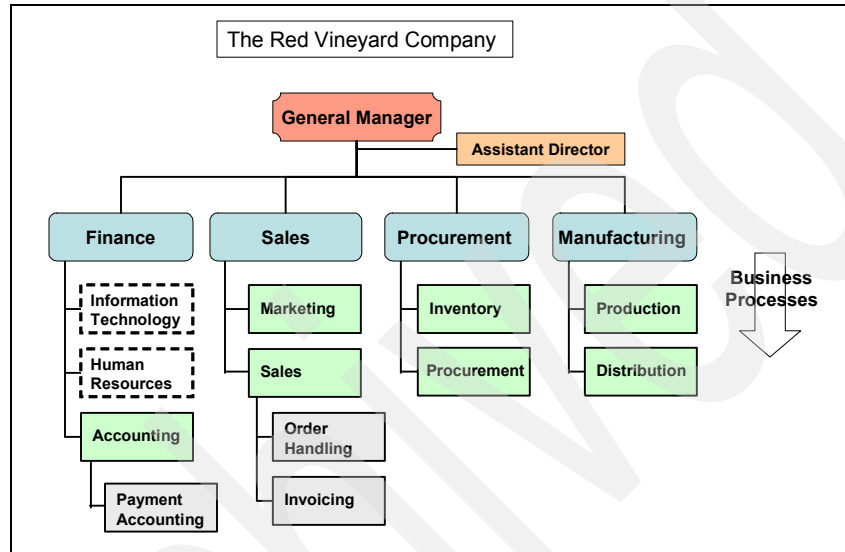 The Red Vineyard Company
General Manager
Assistant Director
Finance
Sales
Procurement
Manufacturing
Business
Processes
Information
Technology
Marketing
Inventory
Production
Human
Resources
Sales
Procurement
Distribution
Accounting
Order
Handling
Payment
Accounting
Invoicing